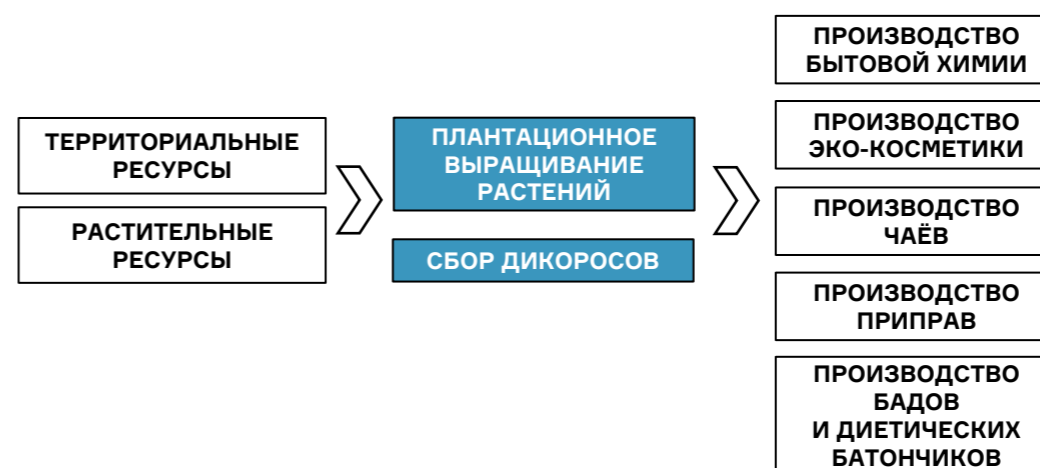 ТЕРРИТОРИАЛЬНЫЕ
РЕСУРСЫ
РАСТИТЕЛЬНЫЕ
РЕСУРСЫ
ПЛАНТАЦИОННОЕ
ВЫРАЩИВАНИЕ
РАСТЕНИЙ
СБОР ДИКОРОСОВ
ПРОИЗВОДСТВО
БЫТОВОЙ ХИМИИ
ПРОИЗВОДСТВО
ЭКО-КОСМЕТИКИ
ПРОИЗВОДСТВО
ЧАЁВ
ПРОИЗВОДСТВО
ПРИПРАВ
ПРОИЗВОДСТВО
БАДОВ
И ДИЕТИЧЕСКИХ
БАТОНЧИКОВ